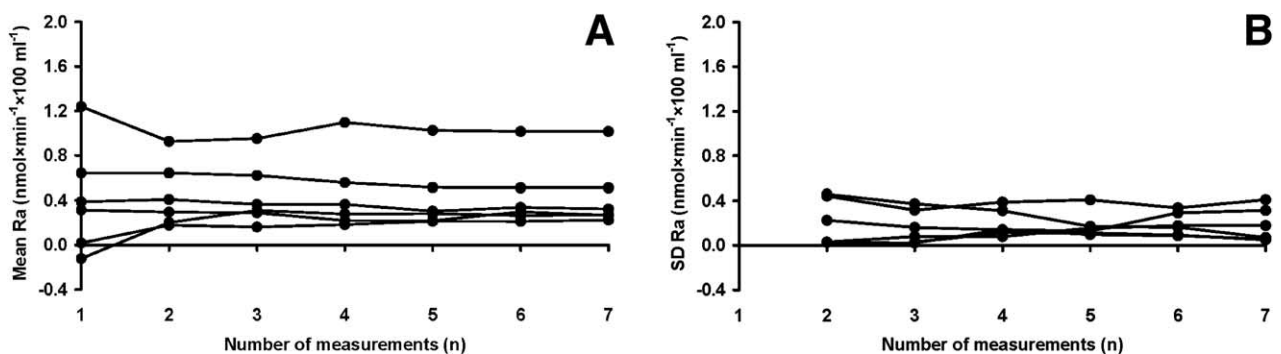 A
Mean Ra (nmol×min⁻¹×100 ml⁻¹)
2.0
1.6
1.2
0.8
0.4
0.0
-0.4
1 2 3 4 5 6 7
Number of measurements (n)
B
SD Ra (nmol×min⁻¹×100 ml⁻¹)
2.0
1.6
1.2
0.8
0.4
0.0
-0.4
1 2 3 4 5 6 7
Number of measurements (n)